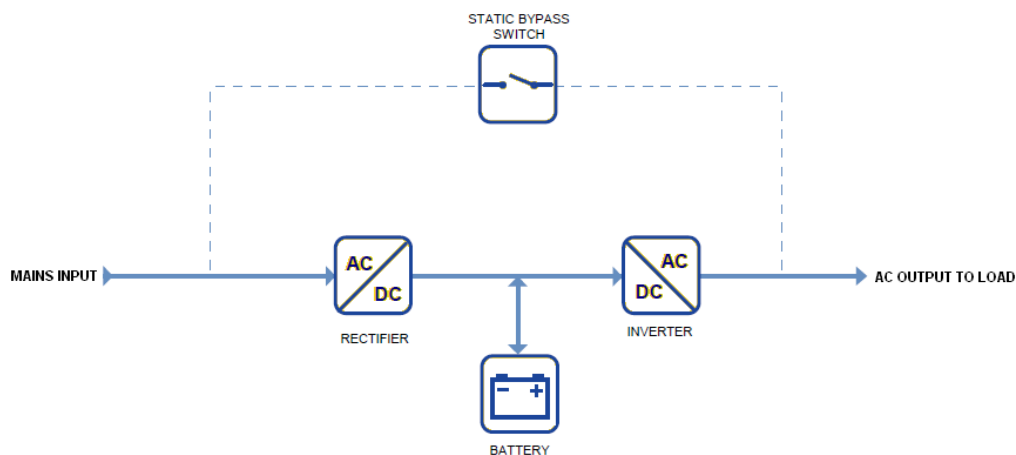 STATIC BYPASS
SWITCH
MAINS INPUT
AC
DC
RECTIFIER
AC
DC
INVERTER
AC OUTPUT TO LOAD
- +
BATTERY